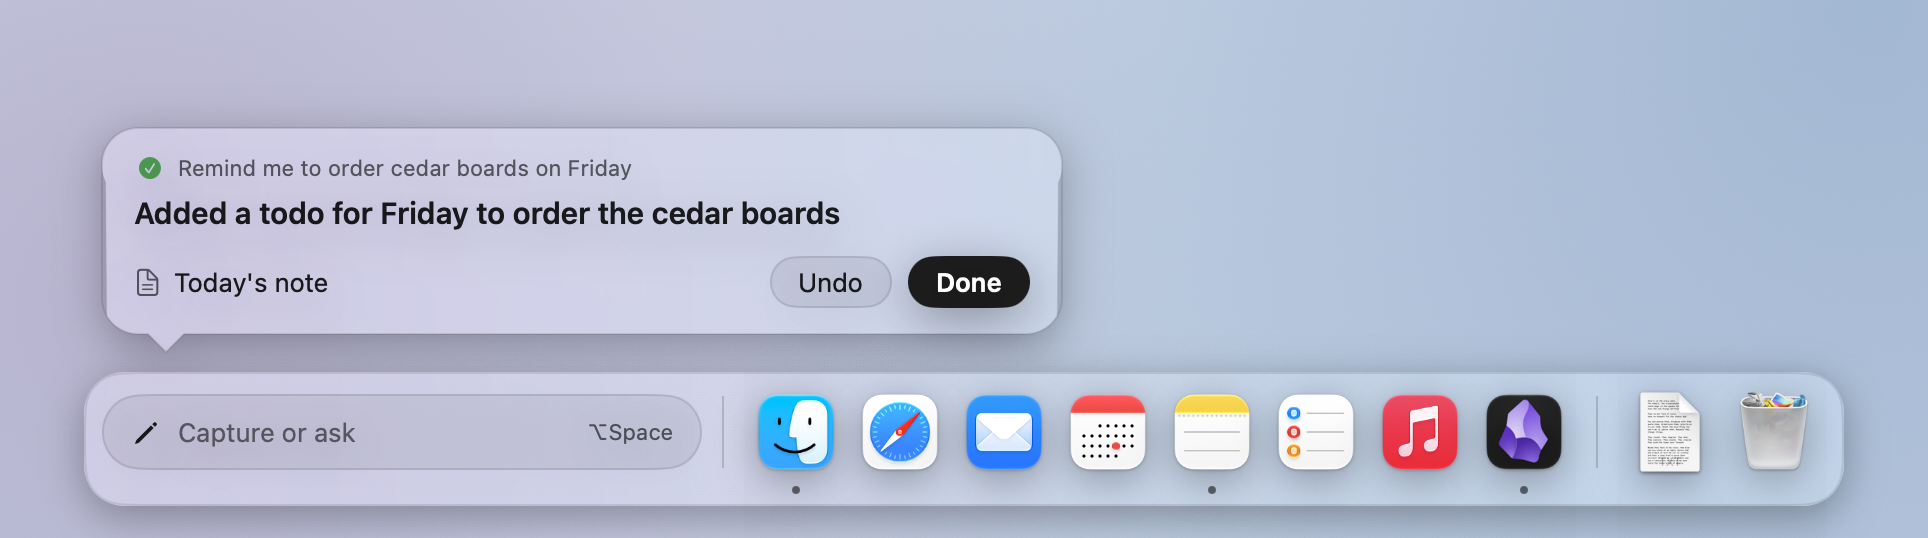 Remind me to order cedar boards on Friday
Added a todo for Friday to order the cedar boards
Today's note
Undo
Done
Capture or ask
⌥Space